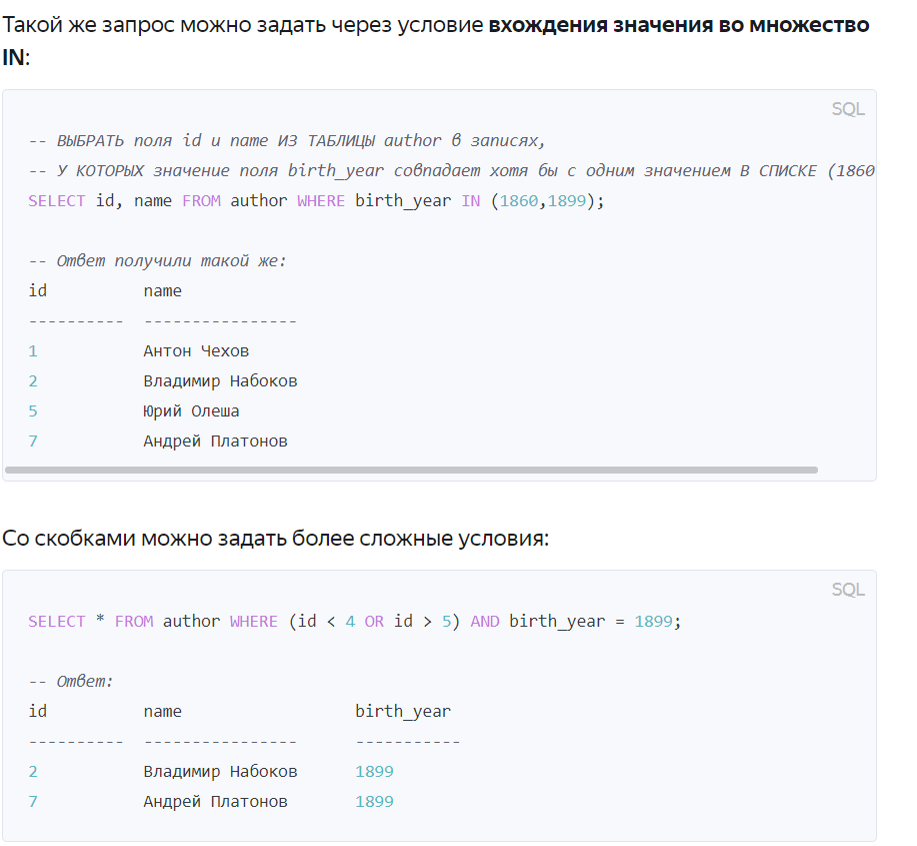 Такой же запрос можно задать через условие вхождения значения во множество
IN:
SQL
-- ВЫБРАТЬ поля id и name ИЗ ТАБЛИЦЫ author в записях,
-- У КОТОРЫХ значение поля birth_year совпадает хотя бы с одним значением В СПИСКЕ (1860
SELECT id, name FROM author WHERE birth_year IN (1860,1899);
-- Ответ получили такой же:
id name
---------- ----------------
1 Антон Чехов
2 Владимир Набоков
5 Юрий Олеша
7 Андрей Платонов
Со скобками можно задать более сложные условия:
SQL
SELECT * FROM author WHERE (id < 4 OR id > 5) AND birth_year = 1899;
-- Ответ:
id name birth_year
---------- ---------------- -----------
2 Владимир Набоков 1899
7 Андрей Платонов 1899